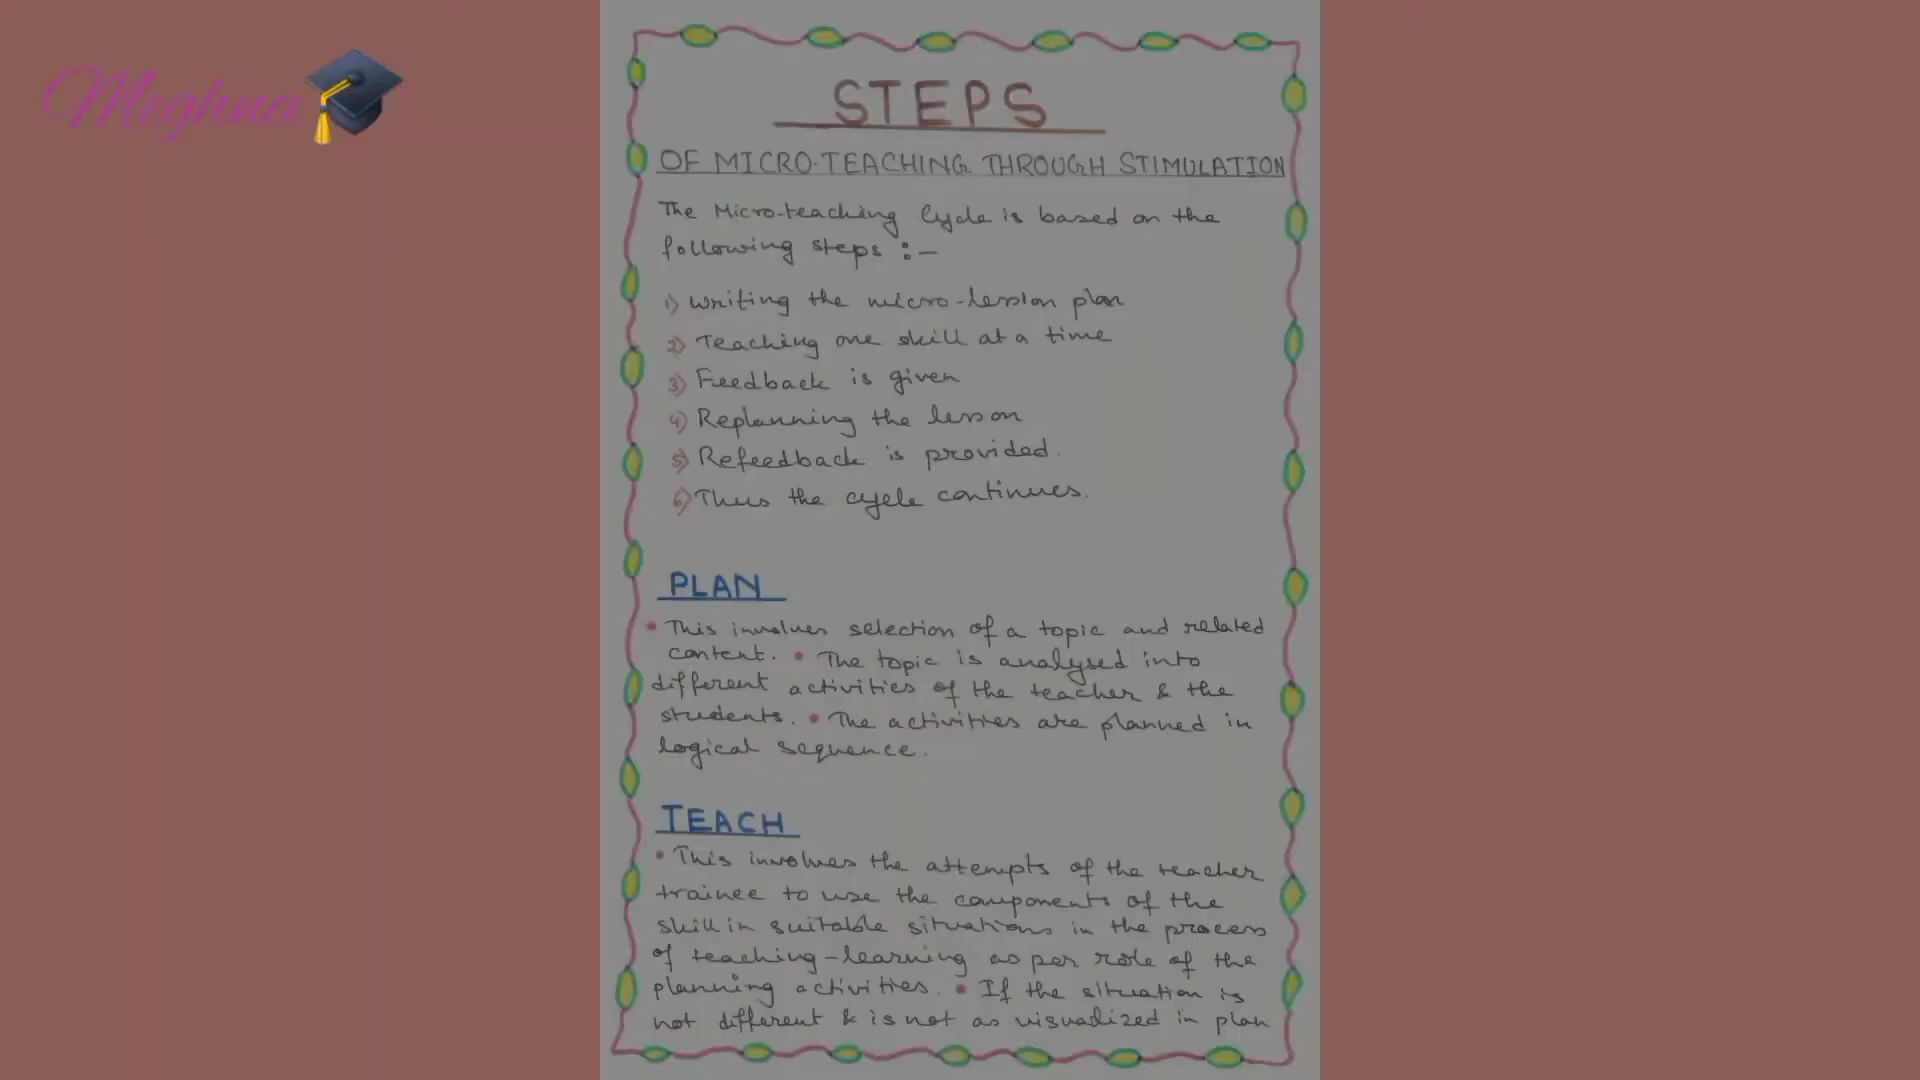 Meghna
STEPS
OF MICRO-TEACHING THROUGH STIMULATION
The Micro-teaching Cycle is based on the
following steps :-
1) Writing the micro-lesson plan
2) Teaching one skill at a time
3) Feedback is given
4) Replanning the lesson
5) Refeedback is provided.
6) Thus the cycle continues.
PLAN
• This involves selection of a topic and related
content. • The topic is analysed into
different activities of the teacher & the
students. • The activities are planned in
logical sequence.
TEACH
• This involves the attempts of the teacher
trainee to use the components of the
skill in suitable situations in the process
of teaching-learning as per role of the
planning activities. • If the situation is
not different & is not as visualized in plan